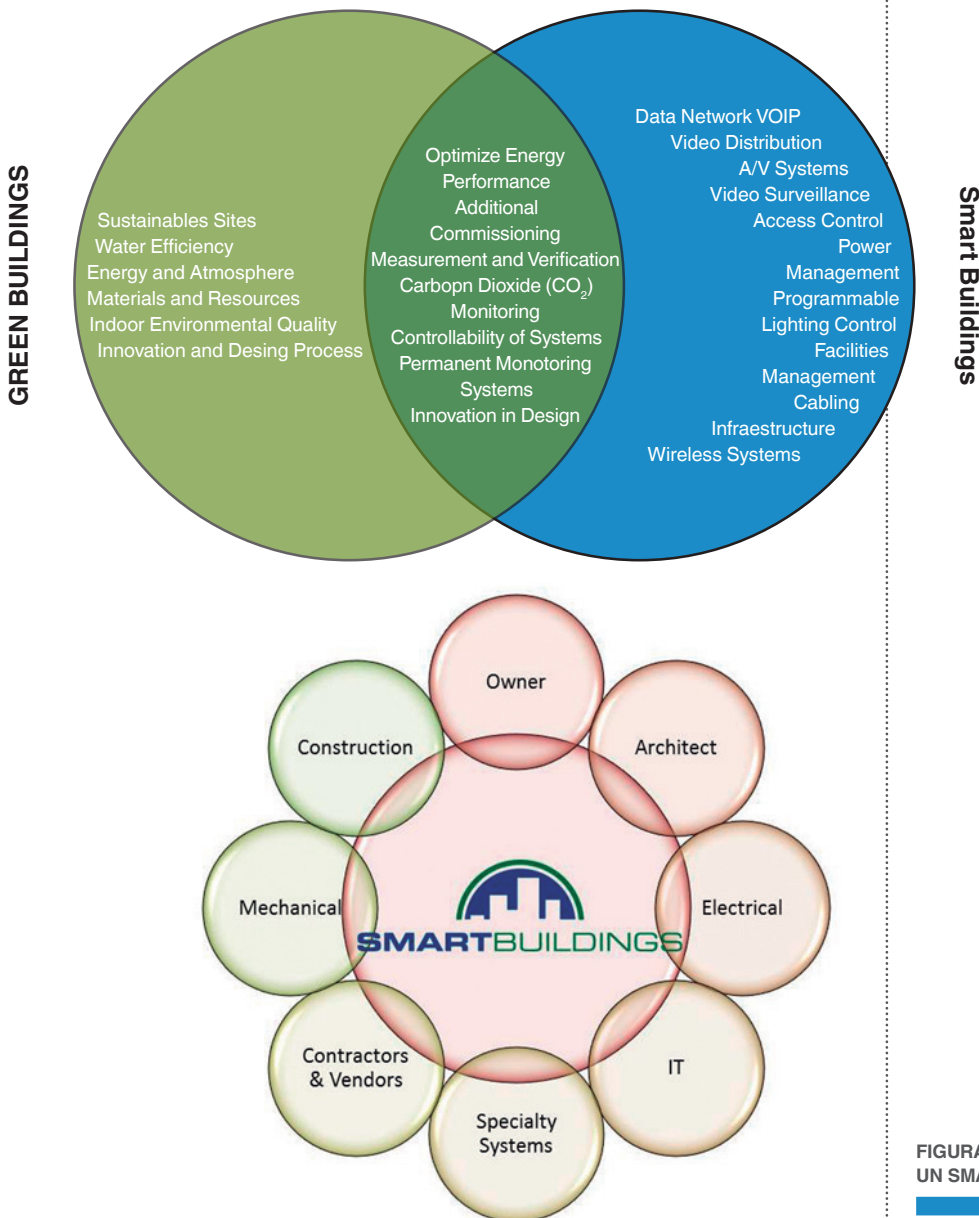 GREEN BUILDINGS
Sustainables Sites
Water Efficiency
Energy and Atmosphere
Materials and Resources
Indoor Environmental Quality
Innovation and Desing Process
Optimize Energy
Performance
Additional
Commissioning
Measurement and Verification
Carbopn Dioxide (CO₂)
Monitoring
Controllability of Systems
Permanent Monotoring
Systems
Innovation in Design
Data Network VOIP
Video Distribution
A/V Systems
Video Surveillance
Access Control
Power
Management
Programmable
Lighting Control
Facilities
Management
Cabling
Infraestructure
Wireless Systems
Smart Buildings
Owner
Architect
Electrical
IT
Specialty
Systems
Contractors
& Vendors
Mechanical
Construction
SMARTBUILDINGS
FIGURA
UN SMA